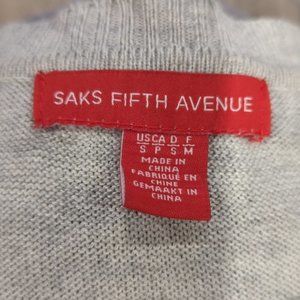 SAKS FIFTH AVENUE
US CA D F
S P S M
MADE IN
CHINA
FABRIQUÉ EN
CHINE
GEMAAKT IN
CHINA